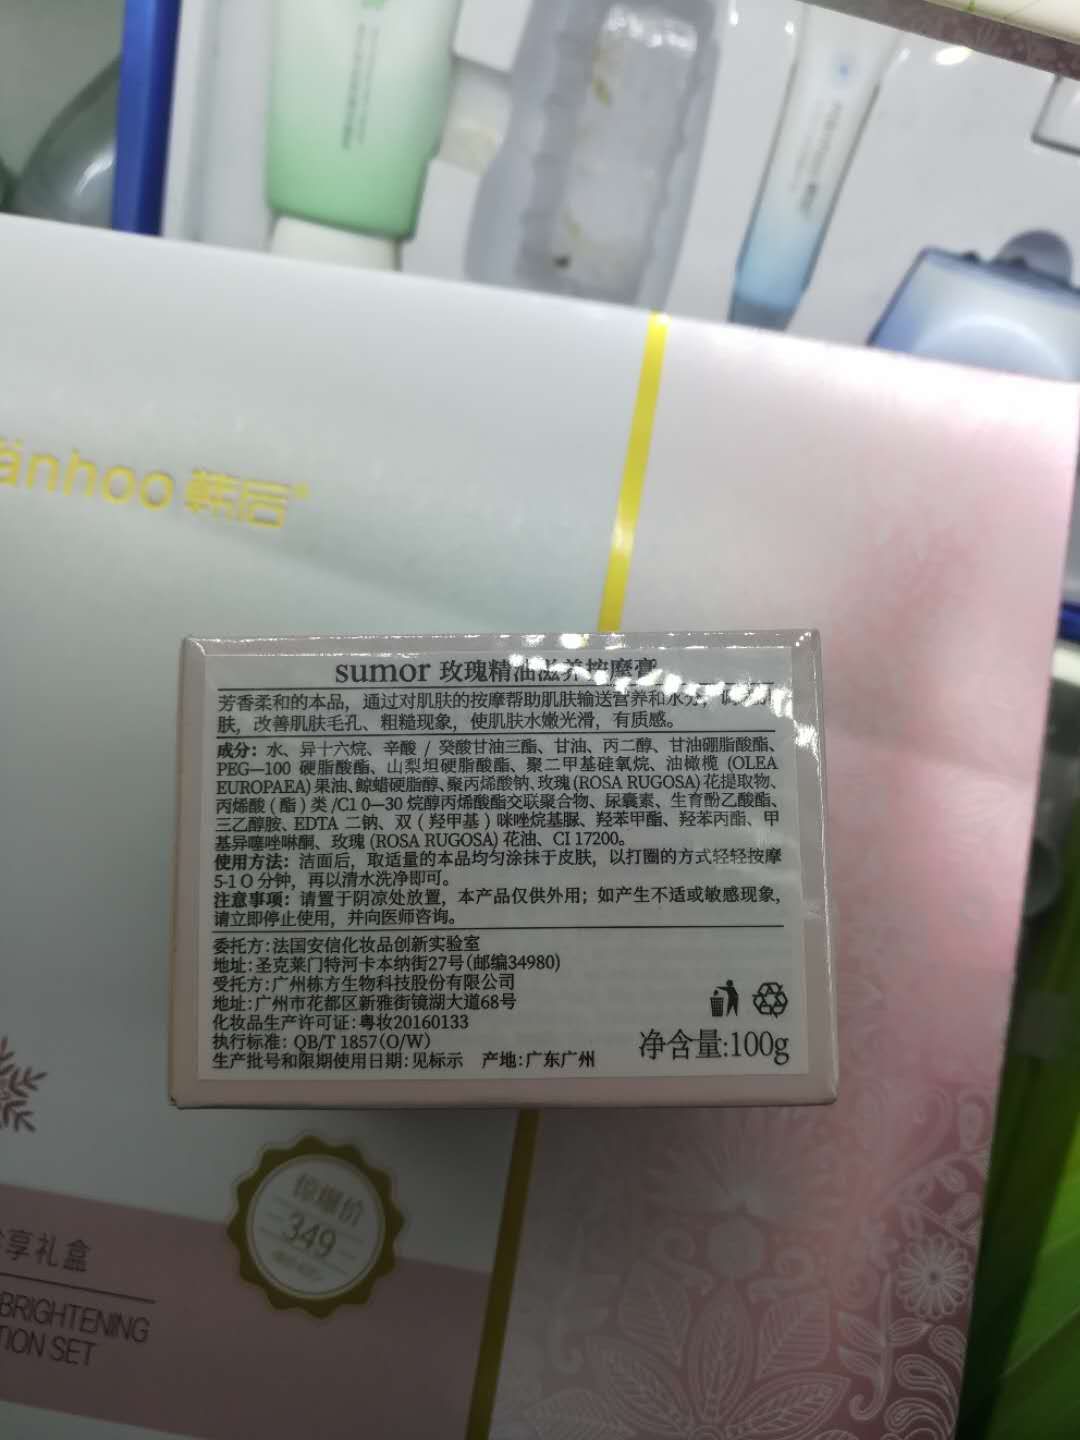 änhoo 韩后
sumor 玫瑰精油滋养按摩膏
芳香柔和的本品，通过对肌肤的按摩帮助肌肤输送营养和水分，
肤，改善肌肤毛孔、粗糙现象，使肌肤水嫩光滑，有质感。
成分：水、异十六烷、辛酸 / 癸酸甘油三酯、甘油、丙二醇、甘油硼脂酸酯、
PEG—100 硬脂酸酯、山梨坦硬脂酸酯、聚二甲基硅氧烷、油橄榄 (OLEA
EUROPAEA) 果油、鲸蜡硬脂醇、聚丙烯酸钠、玫瑰(ROSA RUGOSA) 花提取物、
丙烯酸 ( 酯 ) 类 /C1 0—30 烷醇丙烯酸酯交联聚合物、尿囊素、生育酚乙酸酯、
三乙醇胺、EDTA 二钠、双 ( 羟甲基 ) 咪唑烷基脲、羟苯甲酯、羟苯丙酯、甲
基异噻唑啉酮、玫瑰 (ROSA RUGOSA) 花油、CI 17200。
使用方法：洁面后，取适量的本品均匀涂抹于皮肤，以打圈的方式轻轻按摩
5-1 O 分钟，再以清水洗净即可。
注意事项：请置于阴凉处放置，本产品仅供外用；如产生不适或敏感现象，
请立即停止使用，并向医师咨询。
委托方：法国安信化妆品创新实验室
地址：圣克莱门特河卡本纳街27号(邮编34980)
受托方：广州栋方生物科技股份有限公司
地址：广州市花都区新雅街镜湖大道68号
化妆品生产许可证：粤妆20160133
执行标准：QB/T 1857(O/W)
生产批号和限期使用日期：见标示 产地：广东广州
净含量：100g
惊爆价
349
享礼盒
BRIGHTENING
TION SET